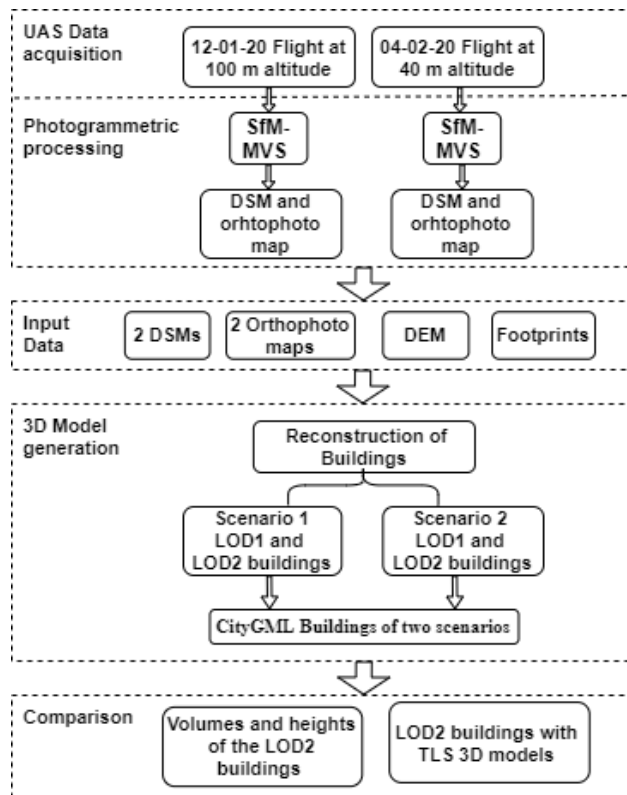 UAS Data
acquisition
12-01-20 Flight at
100 m altitude
04-02-20 Flight at
40 m altitude
Photogrammetric
processing
SfM-
MVS
SfM-
MVS
DSM and
orhtophoto
map
DSM and
orhtophoto
map
Input
Data
2 DSMs
2 Orthophoto
maps
DEM
Footprints
3D Model
generation
Reconstruction of
Buildings
Scenario 1
LOD1 and
LOD2 buildings
Scenario 2
LOD1 and
LOD2 buildings
CityGML Buildings of two scenarios
Comparison
Volumes and heights
of the LOD2
buildings
LOD2 buildings with
TLS 3D models